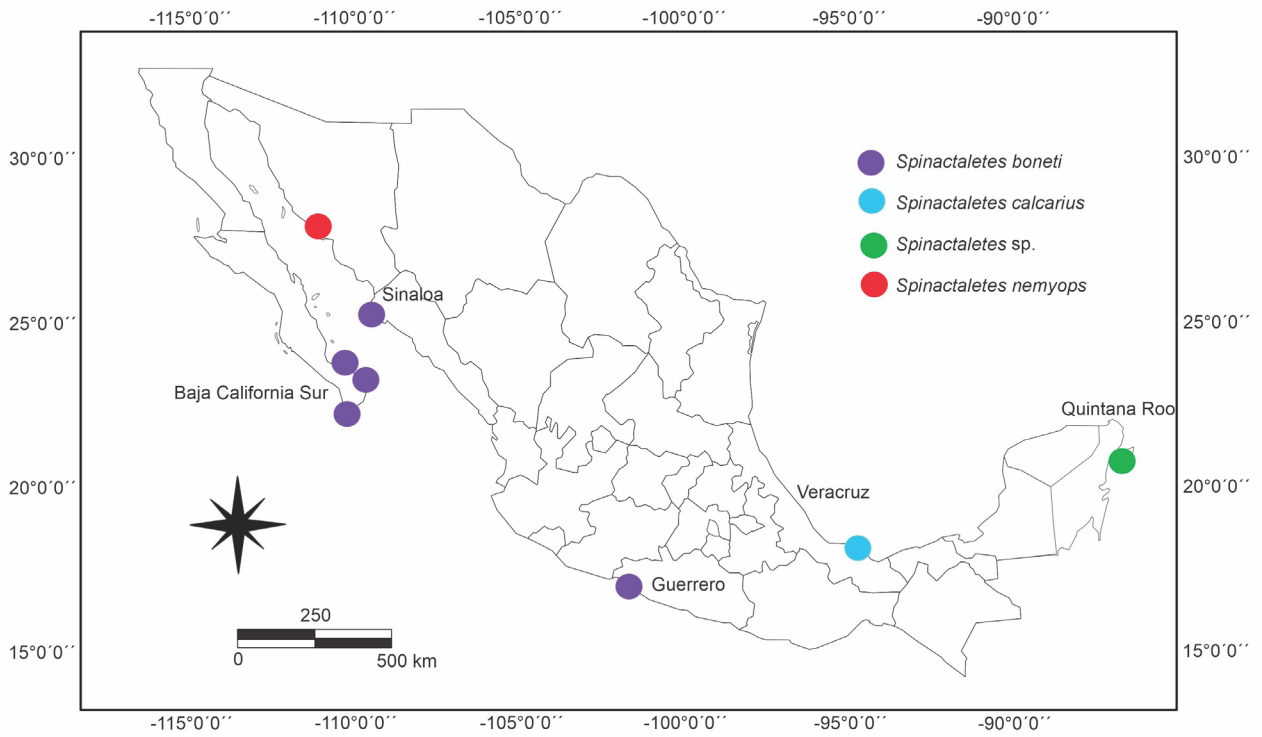 -115°0´0´´ -110°0´0´´ -105°0´0´´ -100°0´0´´ -95°0´0´´ -90°0´0´´
30°0´0´´ 30°0´0´´
Spinactaletes boneti
Spinactaletes calcarius
Spinactaletes sp.
Spinactaletes nemyops
Sinaloa
25°0´0´´ 25°0´0´´
Baja California Sur
Quintana Roo
20°0´0´´ 20°0´0´´
Veracruz
Guerrero
250
0 500 km
15°0´0´´ 15°0´0´´
-115°0´0´´ -110°0´0´´ -105°0´0´´ -100°0´0´´ -95°0´0´´ -90°0´0´´